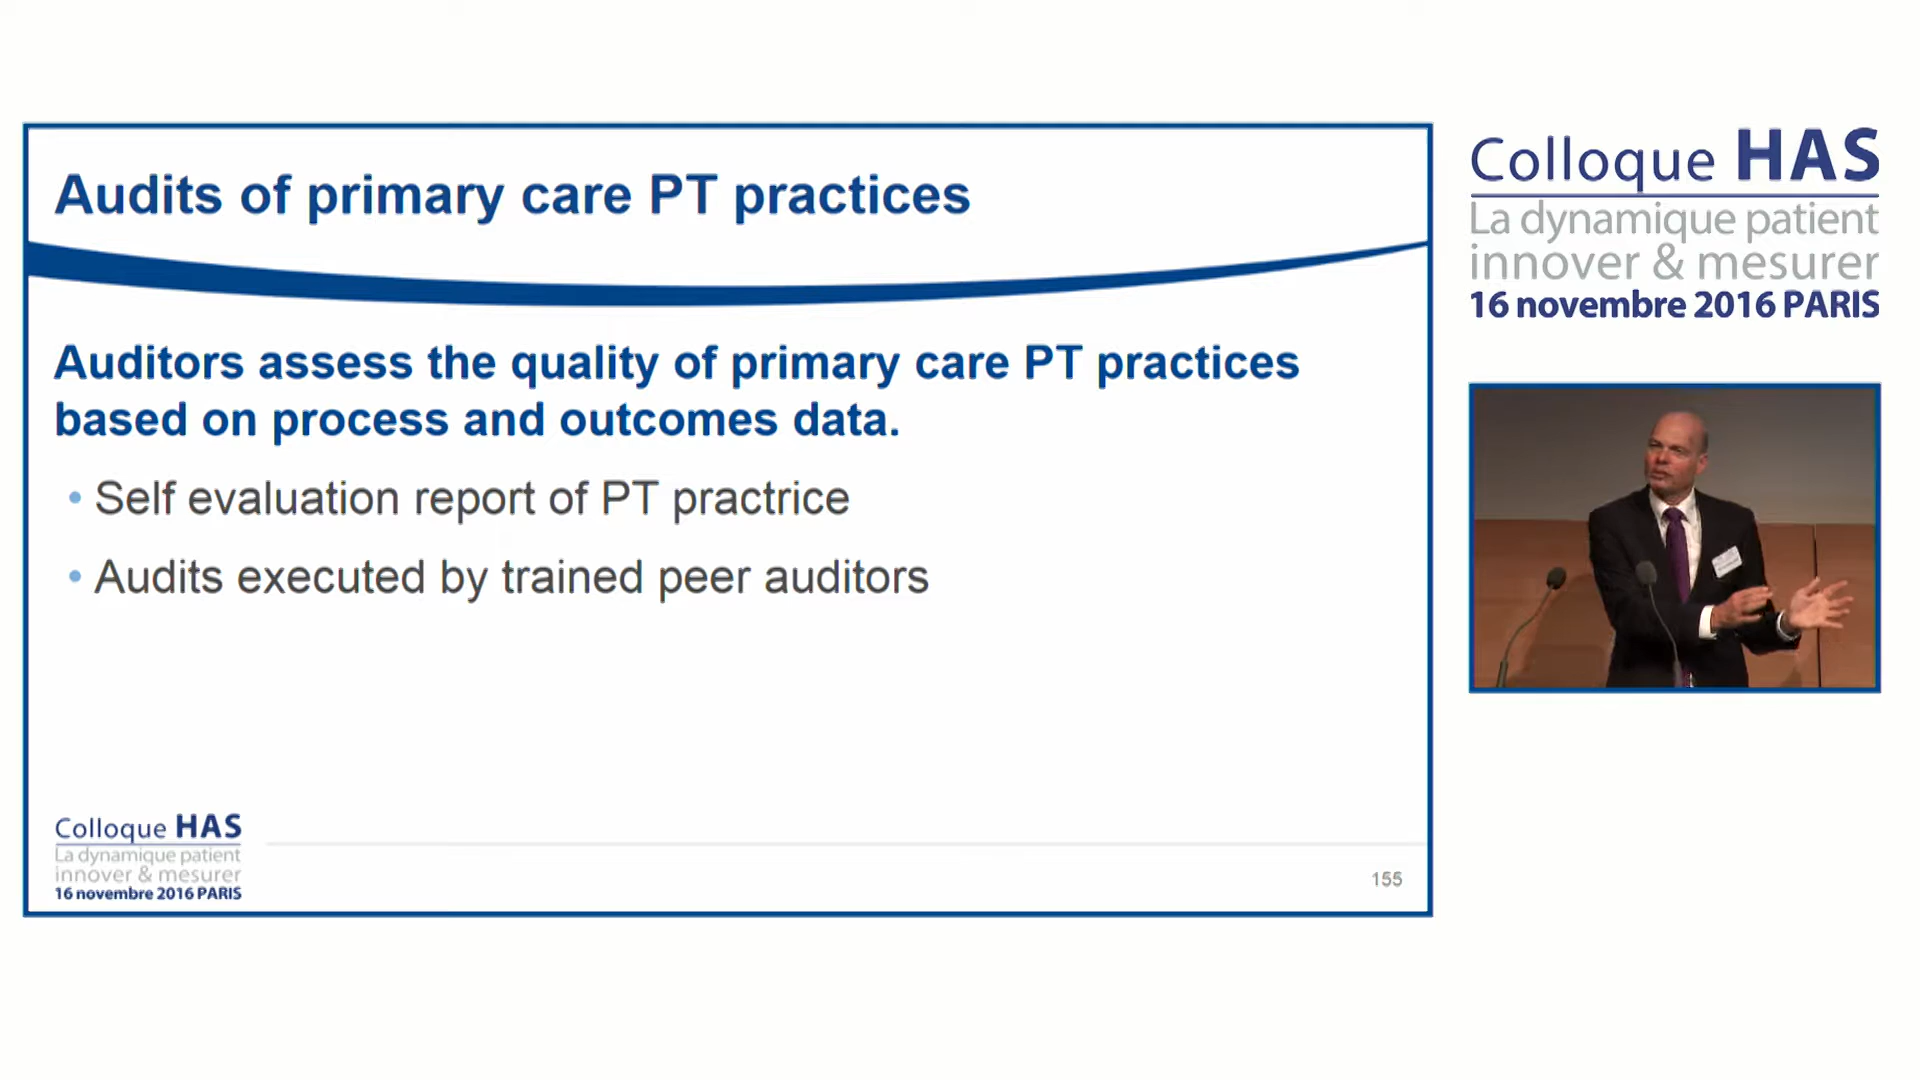 Audits of primary care PT practices
Auditors assess the quality of primary care PT practices
based on process and outcomes data.
• Self evaluation report of PT practrice
• Audits executed by trained peer auditors
Colloque HAS
La dynamique patient
innover & mesurer
16 novembre 2016 PARIS
155
Colloque HAS
La dynamique patient
innover & mesurer
16 novembre 2016 PARIS